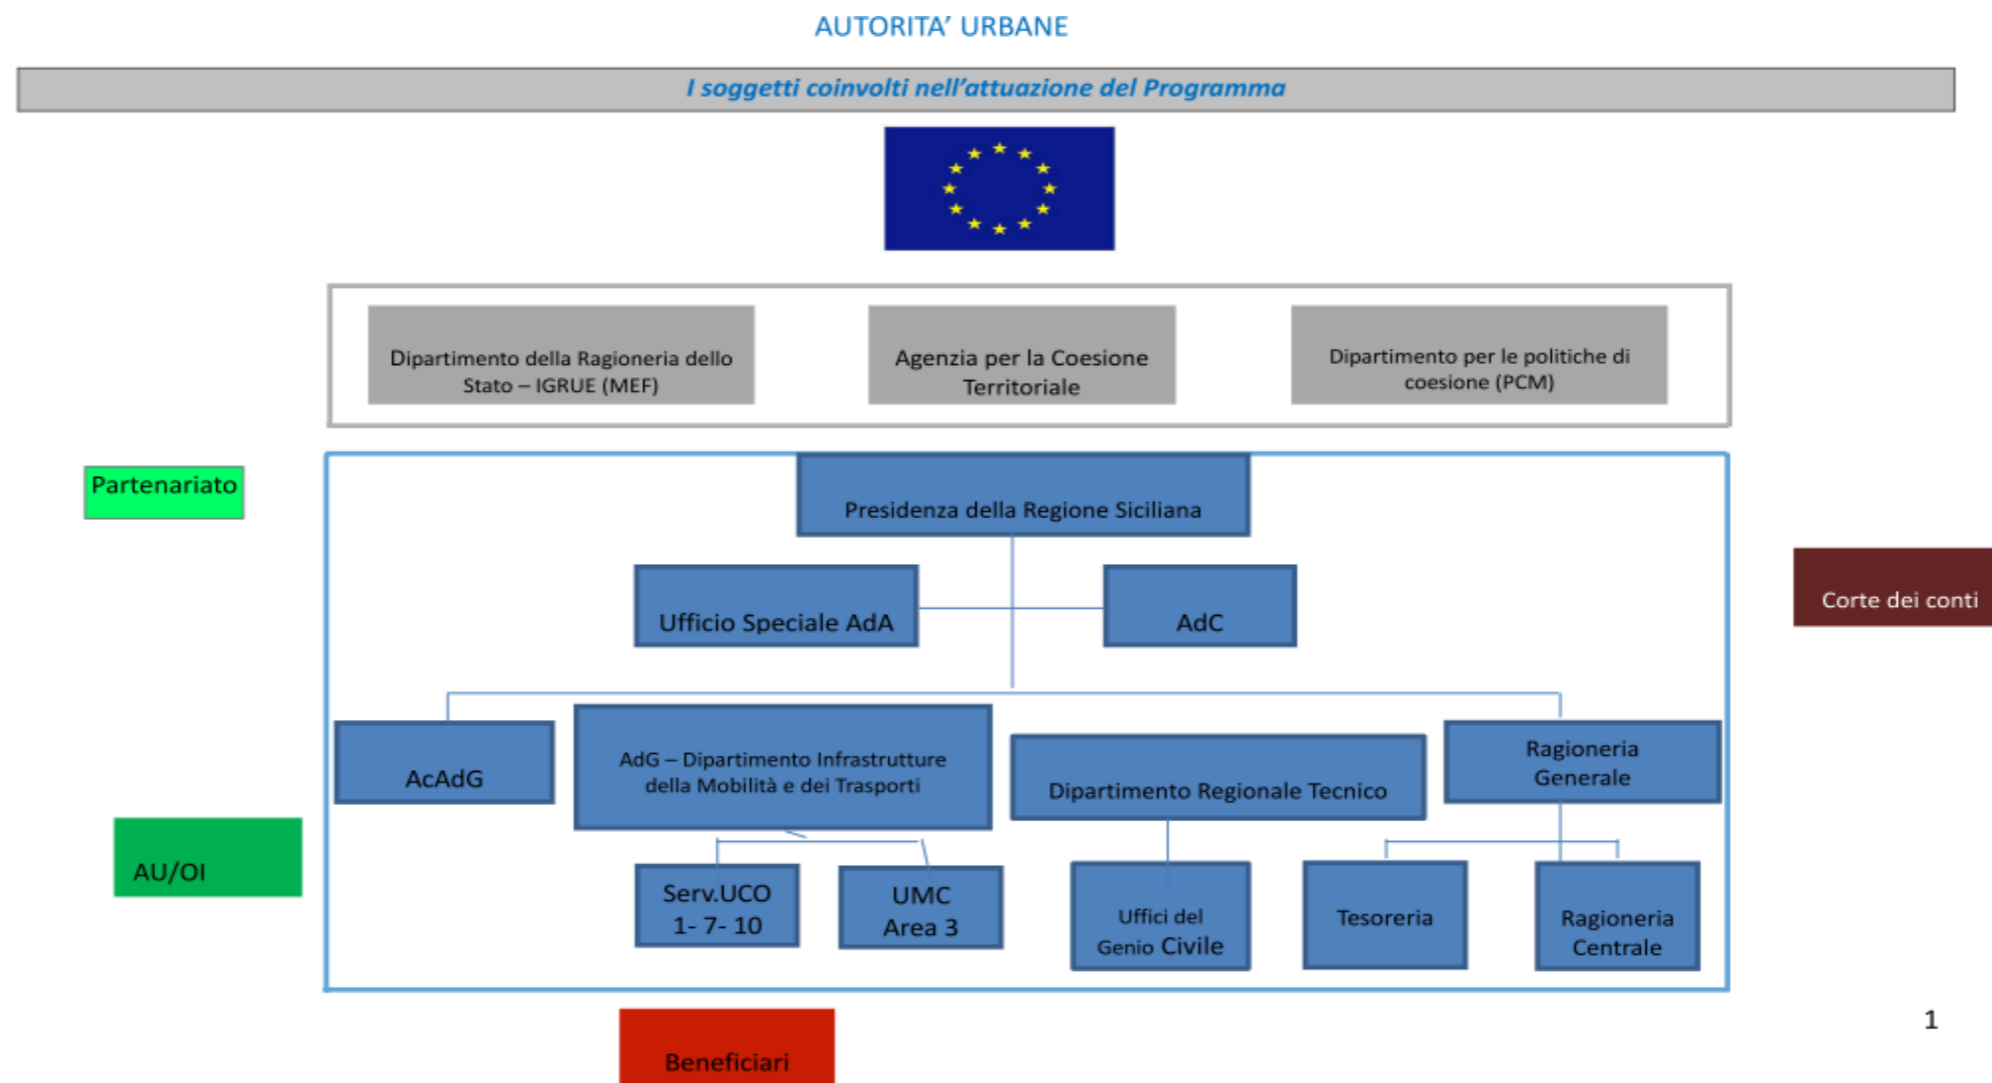 AUTORITA’ URBANE
I soggetti coinvolti nell’attuazione del Programma
Dipartimento della Ragioneria dello
Stato – IGRUE (MEF)
Agenzia per la Coesione
Territoriale
Dipartimento per le politiche di
coesione (PCM)
Partenariato
Presidenza della Regione Siciliana
Corte dei conti
Ufficio Speciale AdA
AdC
AcAdG
AdG – Dipartimento Infrastrutture
della Mobilità e dei Trasporti
Dipartimento Regionale Tecnico
Ragioneria
Generale
AU/OI
Serv.UCO
1- 7- 10
UMC
Area 3
Uffici del
Genio Civile
Tesoreria
Ragioneria
Centrale
Beneficiari
1